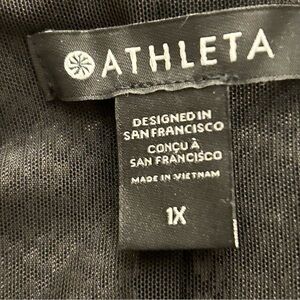 ATHLETA
DESIGNED IN
SAN FRANCISCO
CONÇU À
SAN FRANCISCO
MADE IN VIETNAM
1X